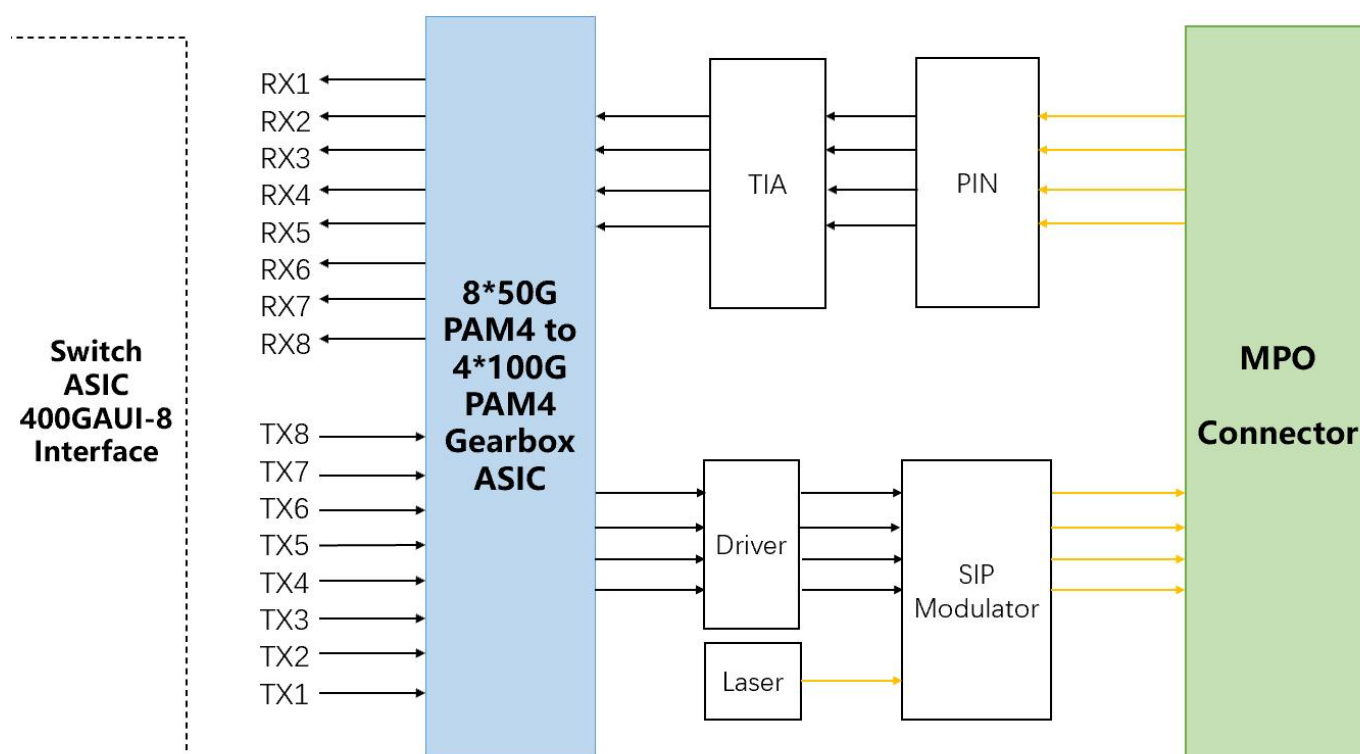 Switch
ASIC
400GAUI-8
Interface
RX1
RX2
RX3
RX4
RX5
RX6
RX7
RX8
TX8
TX7
TX6
TX5
TX4
TX3
TX2
TX1
8*50G
PAM4 to
4*100G
PAM4
Gearbox
ASIC
TIA
PIN
Driver
Laser
SIP
Modulator
MPO
Connector